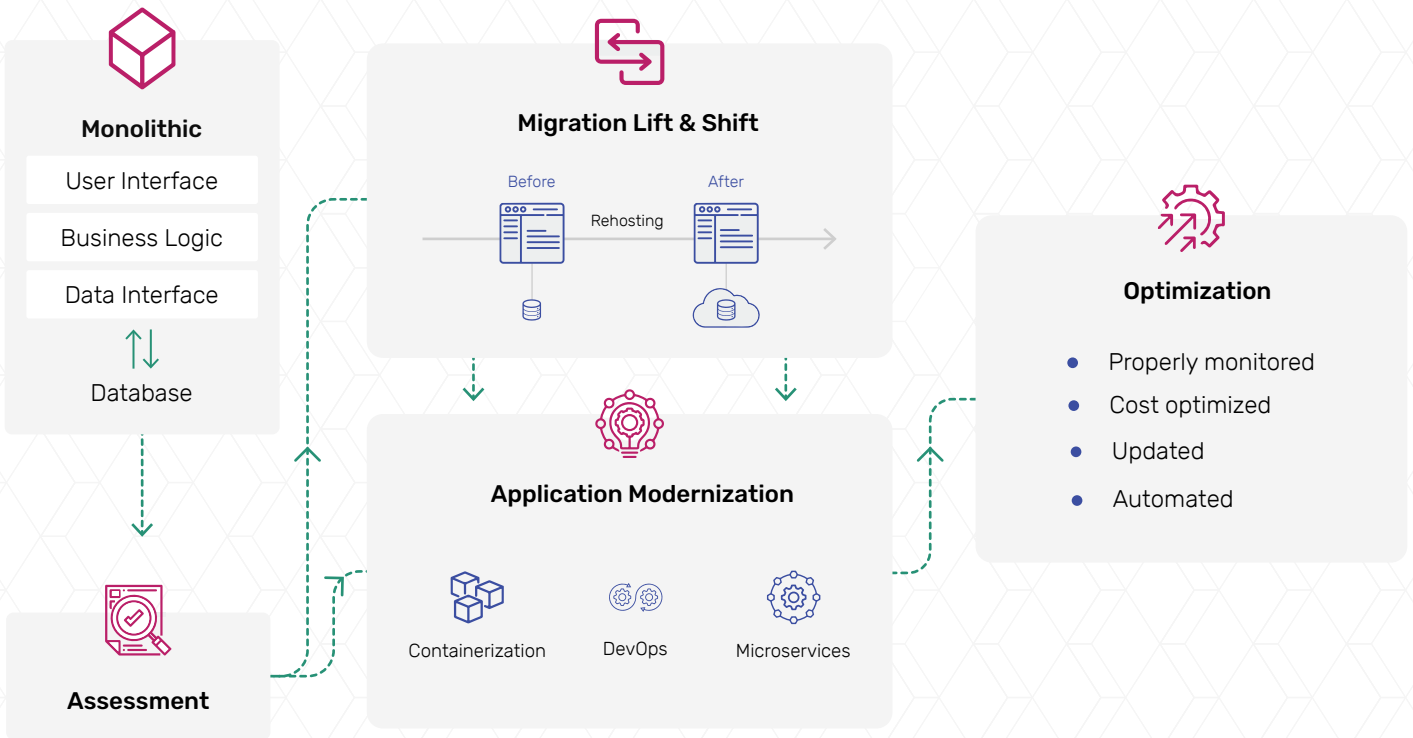 Monolithic
User Interface
Business Logic
Data Interface
Database
Assessment
Migration Lift & Shift
Before
After
Rehosting
Application Modernization
Containerization
DevOps
Microservices
Optimization
Properly monitored
Cost optimized
Updated
Automated